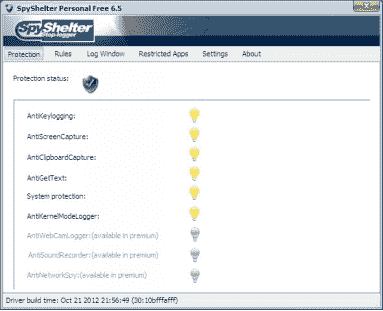 SpyShelter Personal Free 6.5
SpyShelter
Stop-logger
Protection Rules Log Window Restricted Apps Settings About
Protection status:
AntiKeylogging:
AntiScreenCapture:
AntiClipboardCapture:
AntiGetText:
System protection:
AntiKernelModeLogger:
AntiWebCamLogger:(available in premium)
AntiSoundRecorder:(available in premium)
AntiNetworkSpy:(available in premium)
Driver build time: Oct 21 2012 21:56:49 (30:10bfffafff)